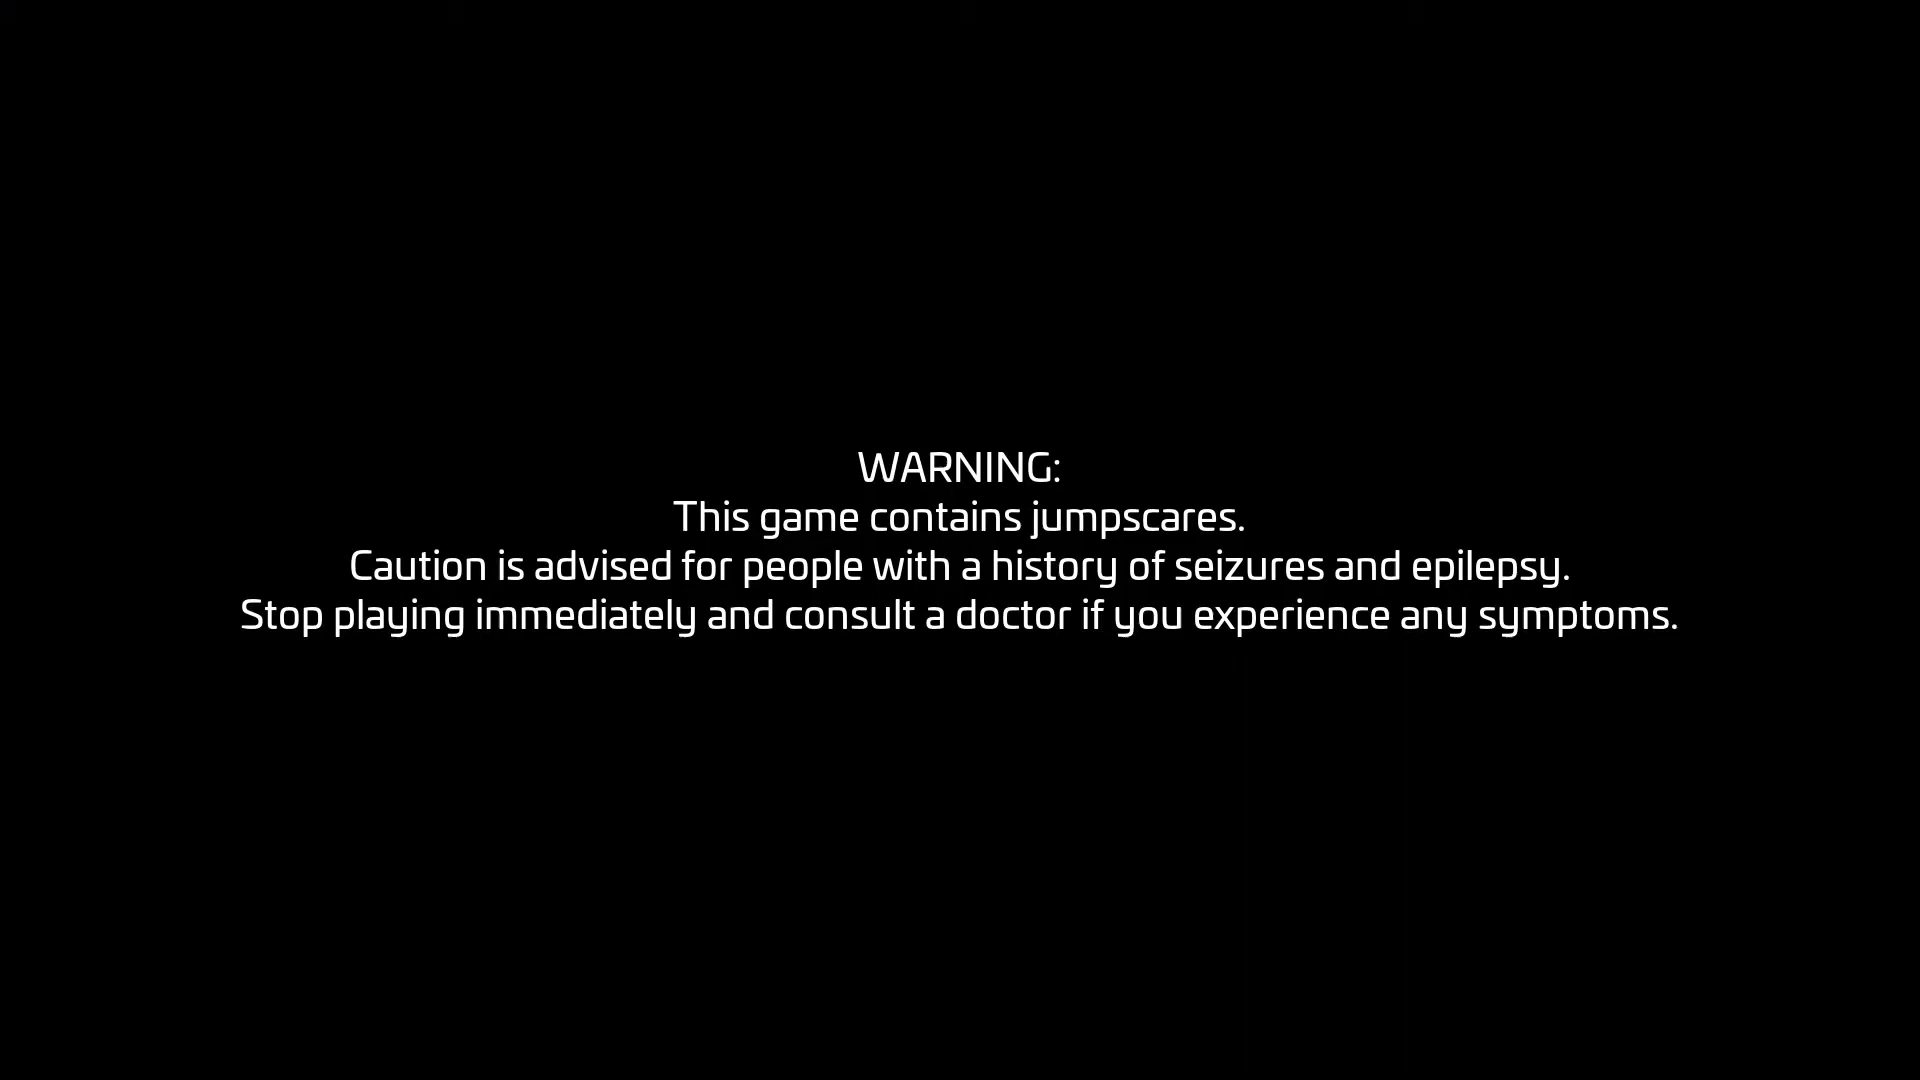 WARNING:
This game contains jumpscares.
Caution is advised for people with a history of seizures and epilepsy.
Stop playing immediately and consult a doctor if you experience any symptoms.